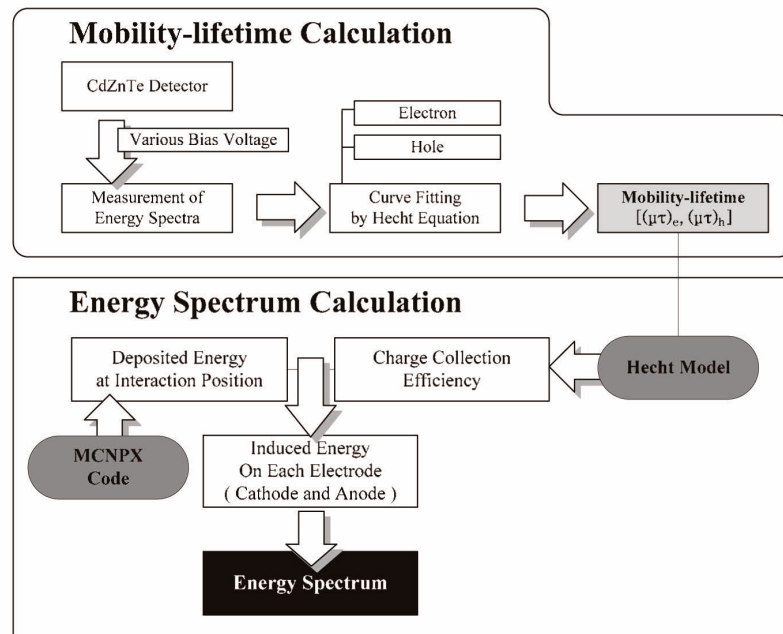 Mobility-lifetime Calculation
CdZnTe Detector
Various Bias Voltage
Measurement of
Energy Spectra
Electron
Hole
Curve Fitting
by Hecht Equation
Mobility-lifetime
[(μτ)e, (μτ)h]
Energy Spectrum Calculation
Deposited Energy
at Interaction Position
Charge Collection
Efficiency
Hecht Model
MCNPX
Code
Induced Energy
On Each Electrode
( Cathode and Anode )
Energy Spectrum